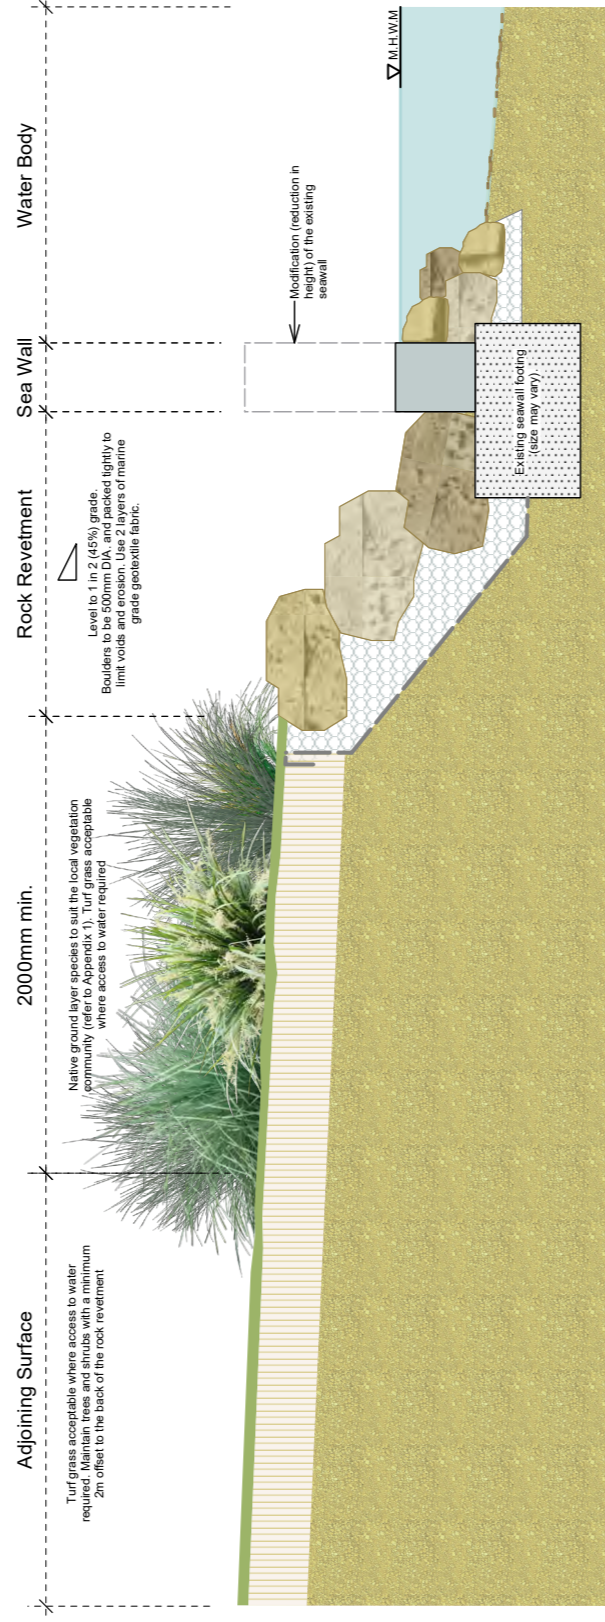 Adjoining Surface
2000mm min.
Rock Revetment
Sea Wall
Water Body
Turf grass acceptable where access to water
required. Maintain trees and shrubs with a minimum
2m offset to the back of the rock revetment
Native ground layer species to suit the local vegetation
community (refer to Appendix 1). Turf grass acceptable
where access to water required
Level to 1 in 2 (45%) grade.
Boulders to be 500mm DIA. and packed tightly to
limit voids and erosion. Use 2 layers of marine
grade geotextile fabric.
Modification (reduction in
height) of the existing
seawall
M.H.W.M
Existing seawall footing
(size may vary)